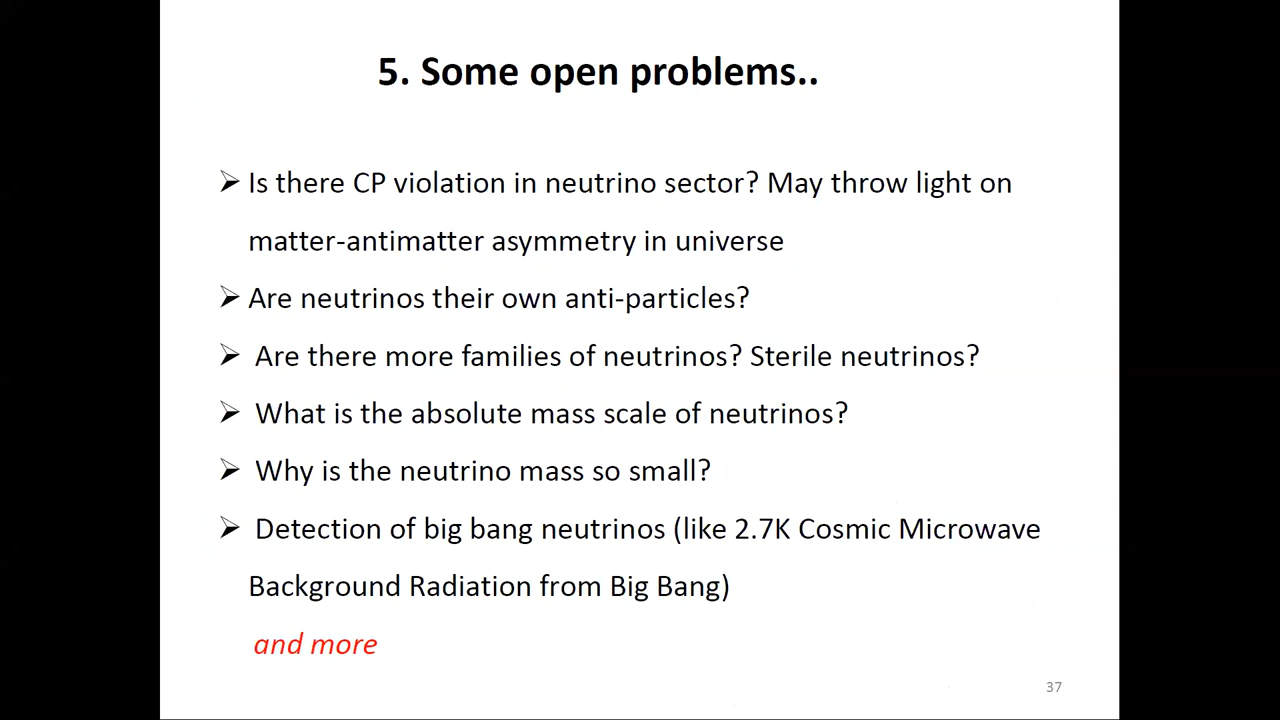 5. Some open problems..
➢ Is there CP violation in neutrino sector? May throw light on
matter-antimatter asymmetry in universe
➢ Are neutrinos their own anti-particles?
➢ Are there more families of neutrinos? Sterile neutrinos?
➢ What is the absolute mass scale of neutrinos?
➢ Why is the neutrino mass so small?
➢ Detection of big bang neutrinos (like 2.7K Cosmic Microwave
Background Radiation from Big Bang)
and more
37